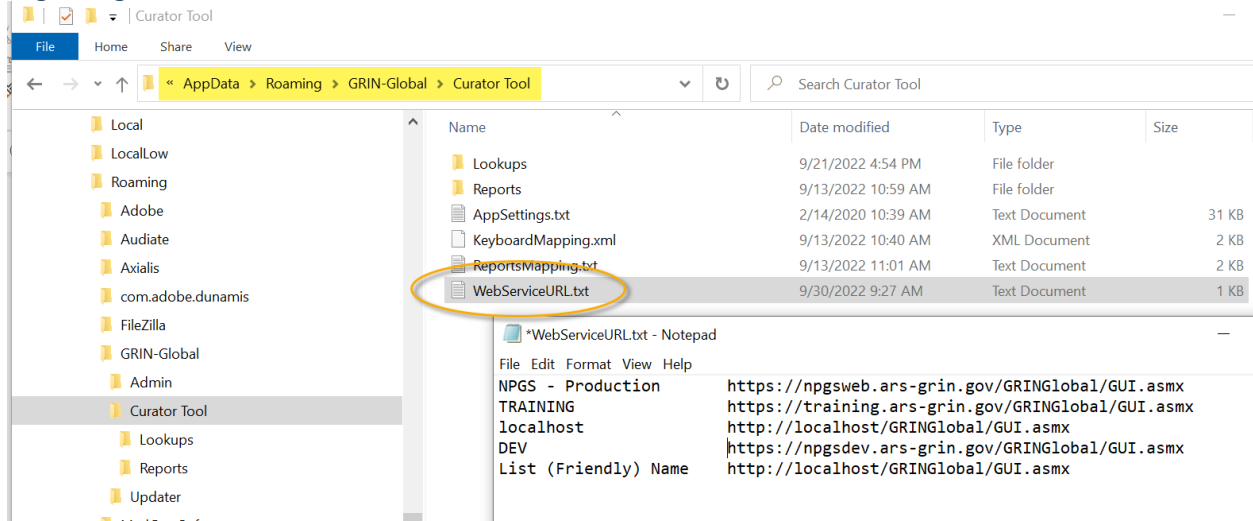 Curator Tool
File Home Share View
« AppData > Roaming > GRIN-Global > Curator Tool
Search Curator Tool
Local
LocalLow
Roaming
Adobe
Audiate
Axialis
com.adobe.dunamis
FileZilla
GRIN-Global
Admin
Curator Tool
Lookups
Reports
Updater
Name Date modified Type Size
Lookups 9/21/2022 4:54 PM File folder
Reports 9/13/2022 10:59 AM File folder
AppSettings.txt 2/14/2020 10:39 AM Text Document 31 KB
KeyboardMapping.xml 9/13/2022 10:40 AM XML Document 2 KB
ReportsMapping.txt 9/13/2022 11:01 AM Text Document 2 KB
WebServiceURL.txt 9/30/2022 9:27 AM Text Document 1 KB
*WebServiceURL.txt - Notepad
File Edit Format View Help
NPGS - Production https://npgsweb.ars-grin.gov/GRINGlobal/GUI.asmx
TRAINING https://training.ars-grin.gov/GRINGlobal/GUI.asmx
localhost http://localhost/GRINGlobal/GUI.asmx
DEV https://npgsdev.ars-grin.gov/GRINGlobal/GUI.asmx
List (Friendly) Name http://localhost/GRINGlobal/GUI.asmx